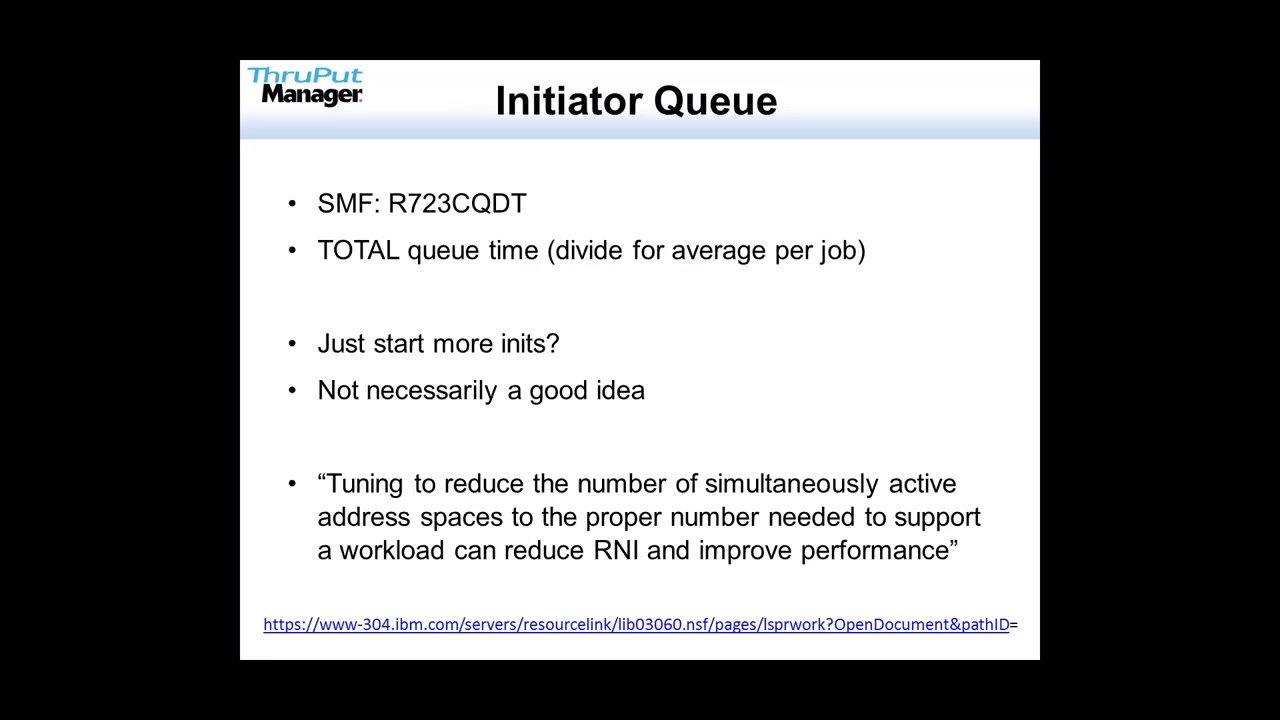 ThruPut
Manager®
Initiator Queue
• SMF: R723CQDT
• TOTAL queue time (divide for average per job)
• Just start more inits?
• Not necessarily a good idea
• “Tuning to reduce the number of simultaneously active
address spaces to the proper number needed to support
a workload can reduce RNI and improve performance”
https://www-304.ibm.com/servers/resourcelink/lib03060.nsf/pages/lsprwork?OpenDocument&pathID=